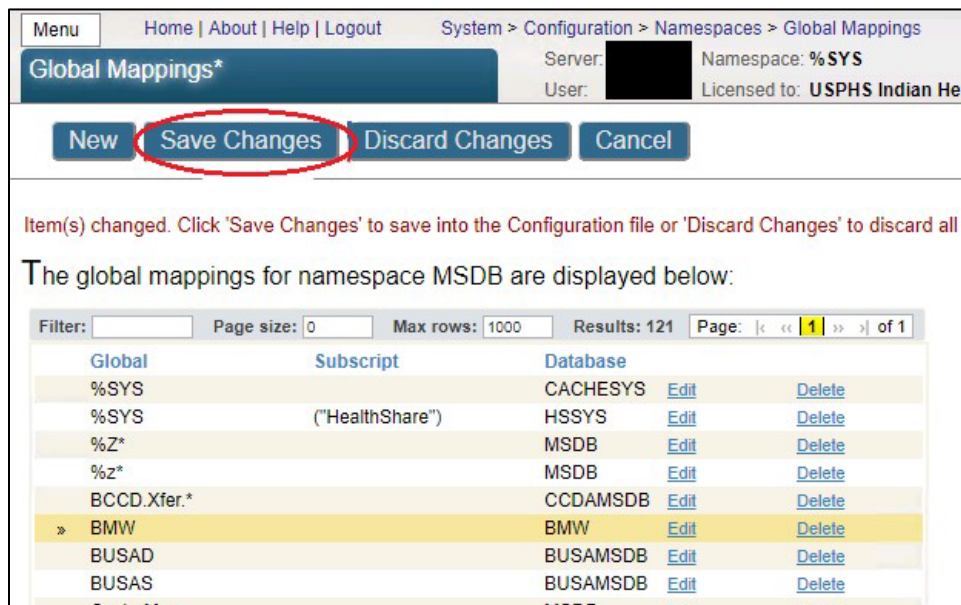 Menu Home | About | Help | Logout System > Configuration > Namespaces > Global Mappings
Global Mappings* Server: Namespace: %SYS
User: Licensed to: USPHS Indian He
New Save Changes Discard Changes Cancel
Item(s) changed. Click 'Save Changes' to save into the Configuration file or 'Discard Changes' to discard all
The global mappings for namespace MSDB are displayed below:
Filter: Page size: 0 Max rows: 1000 Results: 121 Page: |< << 1 >> >| of 1
Global Subscript Database
%SYS CACHESYS Edit Delete
%SYS ("HealthShare") HSSYS Edit Delete
%Z* MSDB Edit Delete
%z* MSDB Edit Delete
BCCD.Xfer.* CCDAMSDB Edit Delete
» BMW BMW Edit Delete
BUSAD BUSAMSDB Edit Delete
BUSAS BUSAMSDB Edit Delete